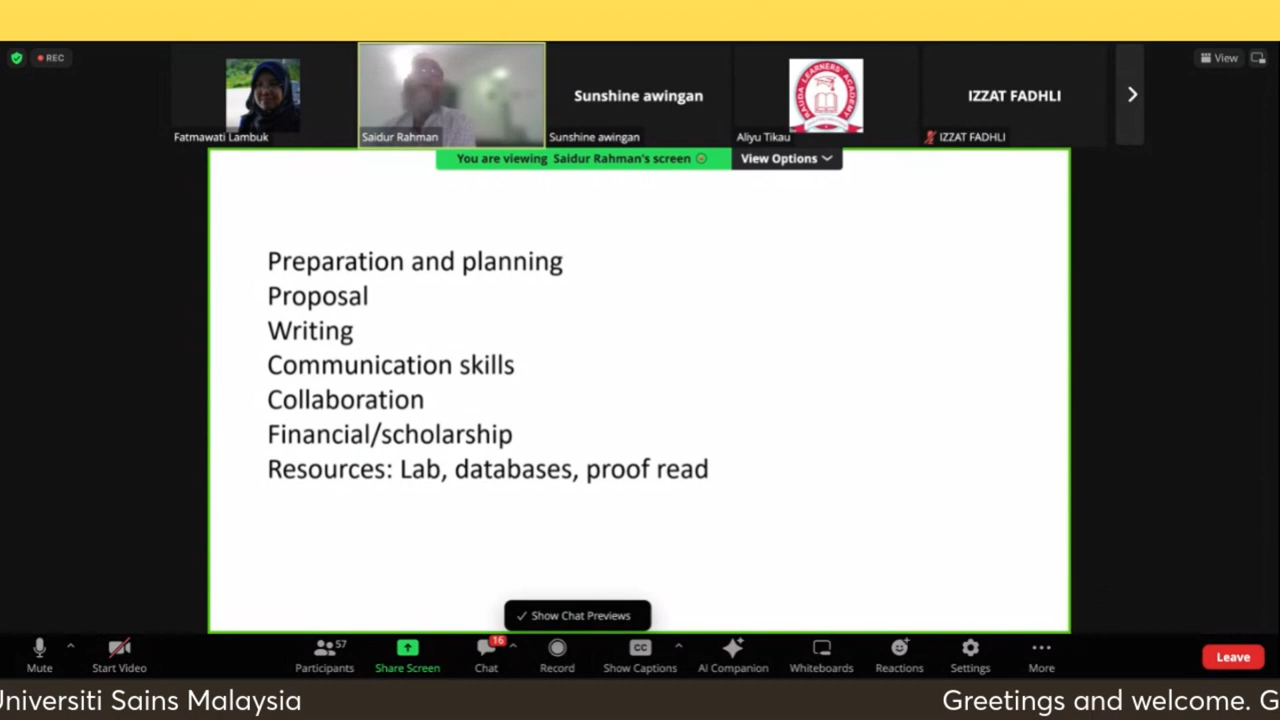 REC
View
Sunshine awingan
IZZAT FADHLI
Fatmawati Lambuk
Saidur Rahman
Sunshine awingan
Aliyu Tikau
IZZAT FADHLI
You are viewing Saidur Rahman's screen
View Options
Preparation and planning
Proposal
Writing
Communication skills
Collaboration
Financial/scholarship
Resources: Lab, databases, proof read
✓ Show Chat Previews
57
16
CC
Mute
Start Video
Participants
Share Screen
Chat
Record
Show Captions
AI Companion
Whiteboards
Reactions
Settings
More
Leave
Universiti Sains Malaysia
Greetings and welcome. G